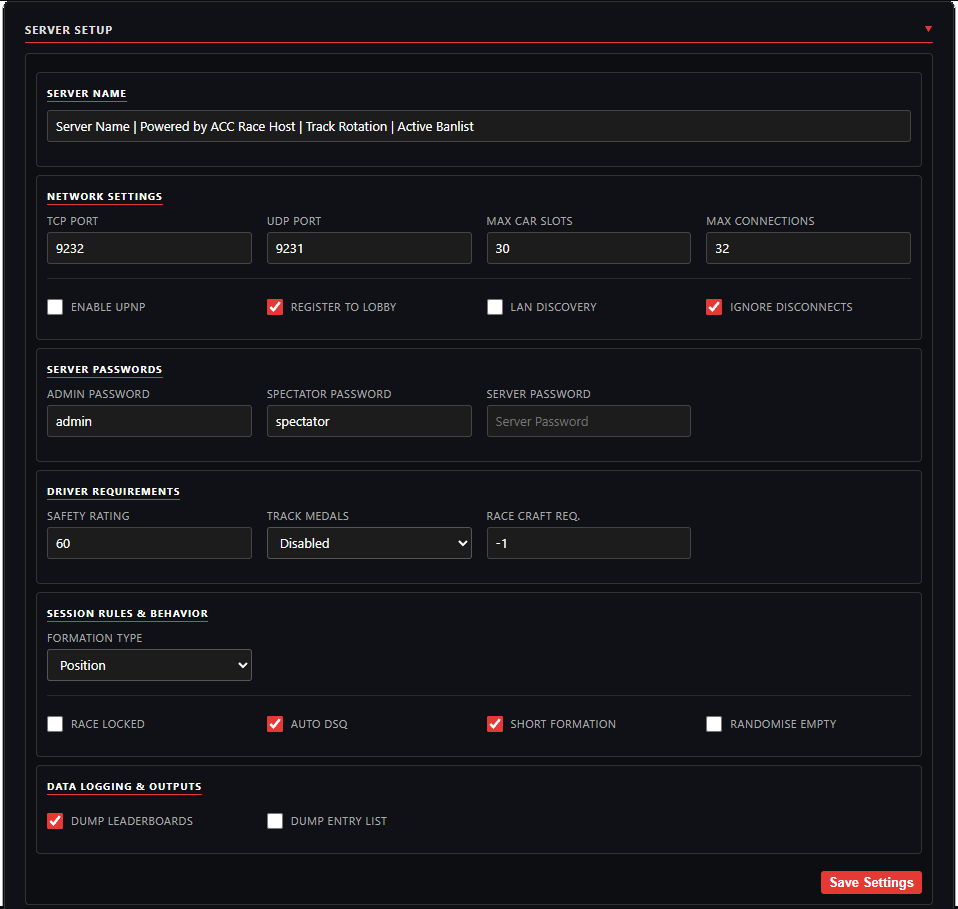 SERVER SETUP
SERVER NAME
Server Name | Powered by ACC Race Host | Track Rotation | Active Banlist
NETWORK SETTINGS
TCP PORT UDP PORT MAX CAR SLOTS MAX CONNECTIONS
9232 9231 30 32
ENABLE UPNP REGISTER TO LOBBY LAN DISCOVERY IGNORE DISCONNECTS
SERVER PASSWORDS
ADMIN PASSWORD SPECTATOR PASSWORD SERVER PASSWORD
admin spectator Server Password
DRIVER REQUIREMENTS
SAFETY RATING TRACK MEDALS RACE CRAFT REQ.
60 Disabled -1
SESSION RULES & BEHAVIOR
FORMATION TYPE
Position
RACE LOCKED AUTO DSQ SHORT FORMATION RANDOMISE EMPTY
DATA LOGGING & OUTPUTS
DUMP LEADERBOARDS DUMP ENTRY LIST
Save Settings